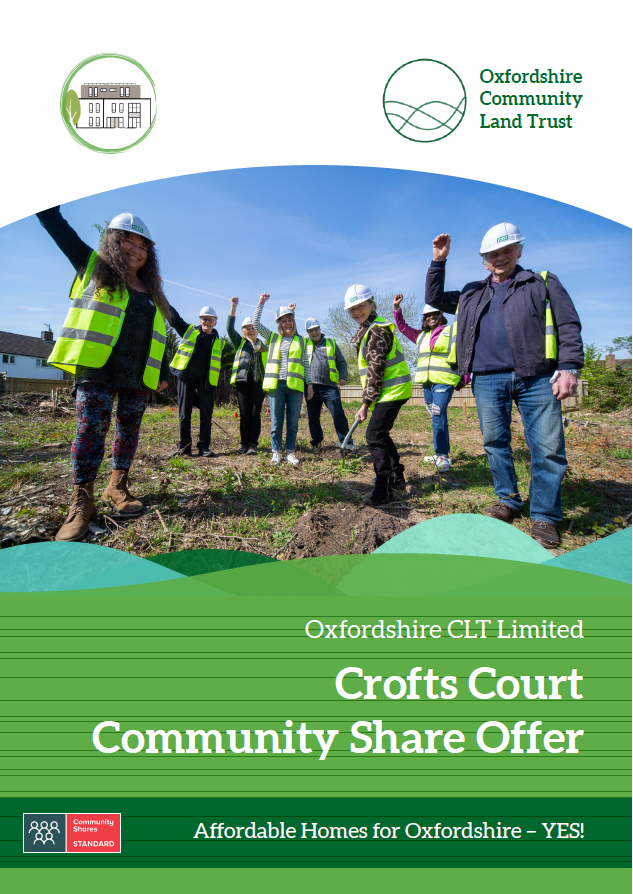 Oxfordshire
Community
Land Trust
Oxfordshire CLT Limited
Crofts Court
Community Share Offer
Community
Shares
STANDARD
Affordable Homes for Oxfordshire – YES!